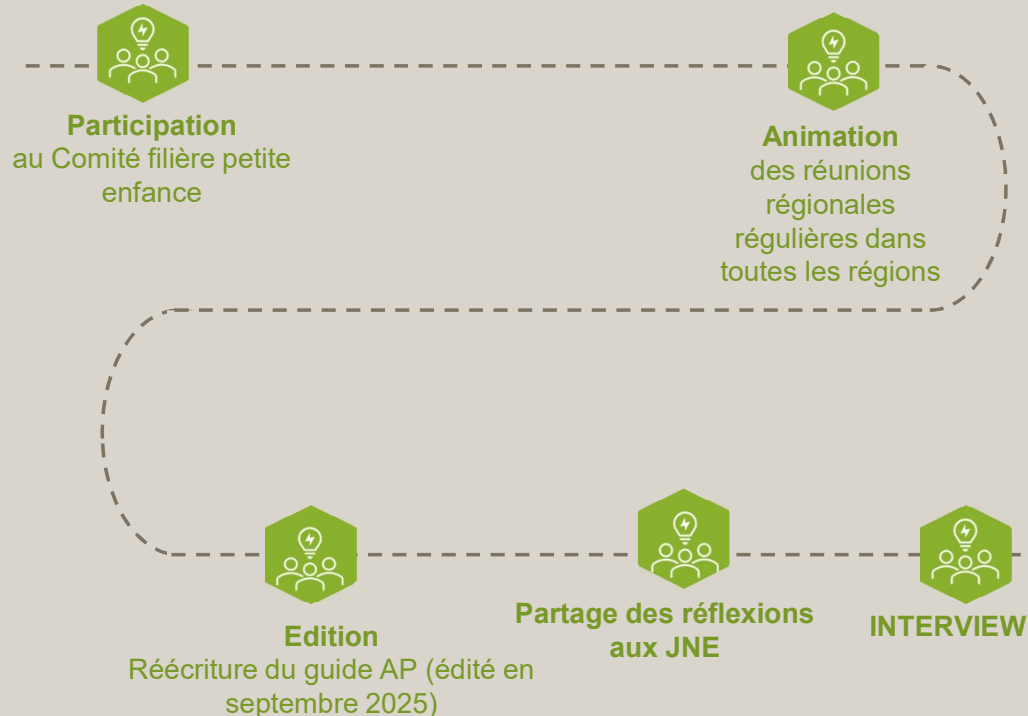 Participation
au Comité filière petite
enfance
Animation
des réunions
régionales
régulières dans
toutes les régions
Edition
Réécriture du guide AP (édité en
septembre 2025)
Partage des réflexions
aux JNE
INTERVIEW